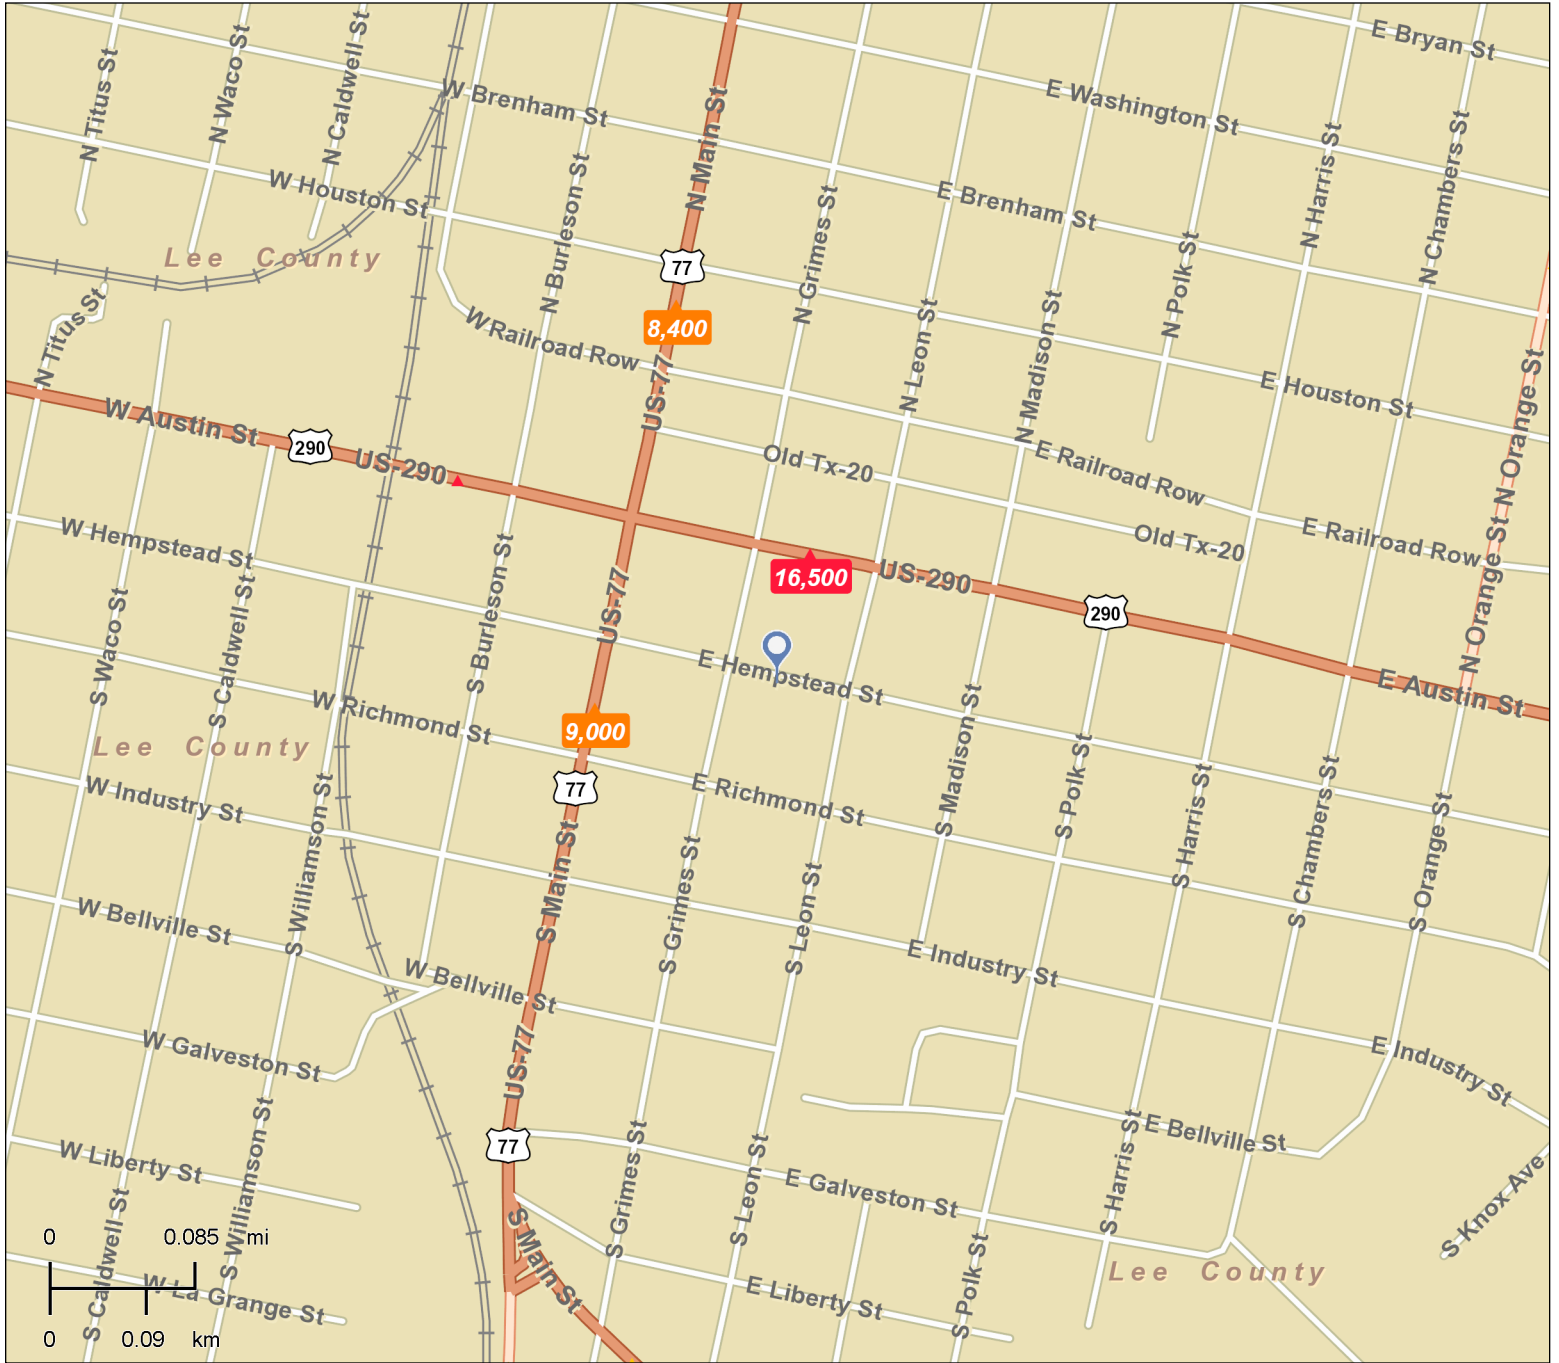 E Bryan St
N Titus St
N Waco St
N Caldwell St
W Brenham St
N Main St
E Washington St
N Harris St
N Chambers St
W Houston St
N Burleson St
N Grimes St
E Brenham St
N Polk St
Lee County
77
N Titus St
W Railroad Row
8,400
N Leon St
N Madison St
US-77
E Houston St
N Orange St
W Austin St
290
US-290
Old Tx-20
E Railroad Row
Old Tx-20
E Railroad Row
W Hempstead St
S Burleson St
US-77
16,500
US-290
290
N Orange St
S Waco St
S Caldwell St
E Hempstead St
E Austin St
W Richmond St
9,000
Lee County
77
S Madison St
S Polk St
S Harris St
S Chambers St
S Orange St
W Industry St
S Williamson St
E Richmond St
S Main St
S Grimes St
S Leon St
W Bellville St
W Bellville St
E Industry St
W Galveston St
US-77
E Industry St
77
S Grimes St
S Leon St
S Harris St
E Bellville St
W Liberty St
S Williamson St
E Galveston St
S Knox Ave
S Caldwell St
S Main St
S Polk St
Lee County
0 0.085 mi
W La Grange St
E Liberty St
0 0.09 km